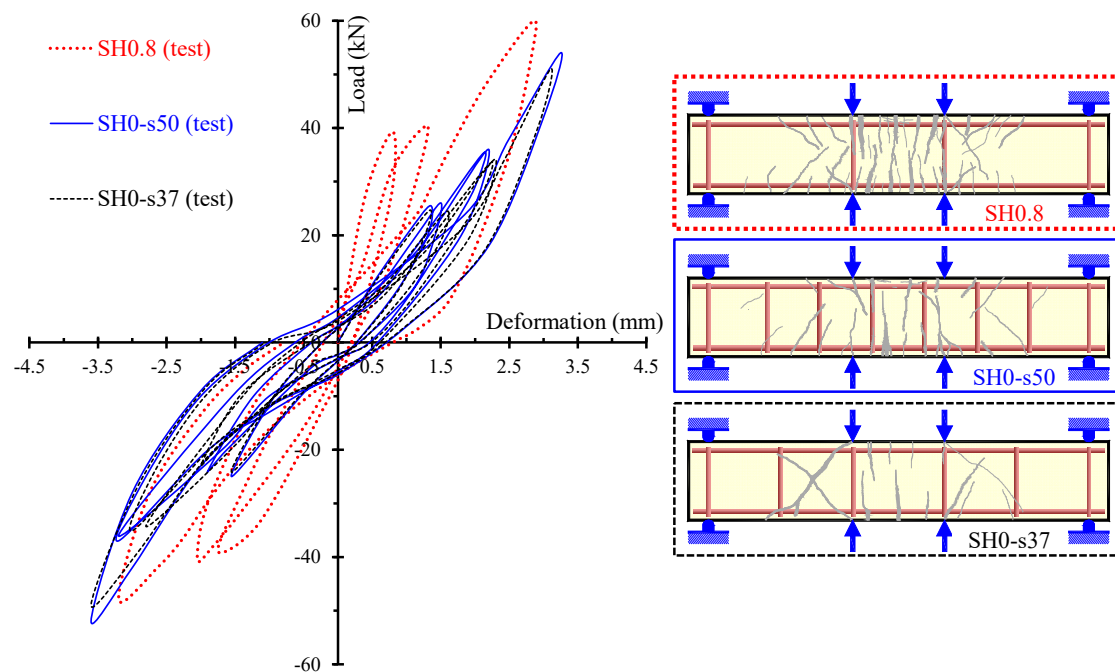 SH0.8 (test)
SH0-s50 (test)
SH0-s37 (test)
Load (kN)
60
40
20
0
-20
-40
-60
Deformation (mm)
-4.5 -3.5 -2.5 -1.5 -0.5 0.5 1.5 2.5 3.5 4.5
SH0.8
SH0-s50
SH0-s37